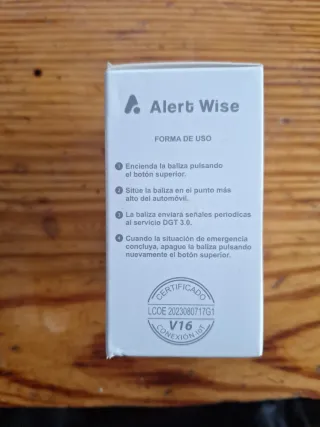 Alert Wise
FORMA DE USO
1 Encienda la baliza pulsando
el botón superior.
2 Sitúe la baliza en el punto más
alto del automóvil.
3 La baliza enviará señales periodicas
al servicio DGT 3.0.
4 Cuando la situación de emergencia
concluya, apague la baliza pulsando
nuevamente el botón superior.
CERTIFICADO
LCOE 2023080717G1
V16
CONEXIÓN IoT